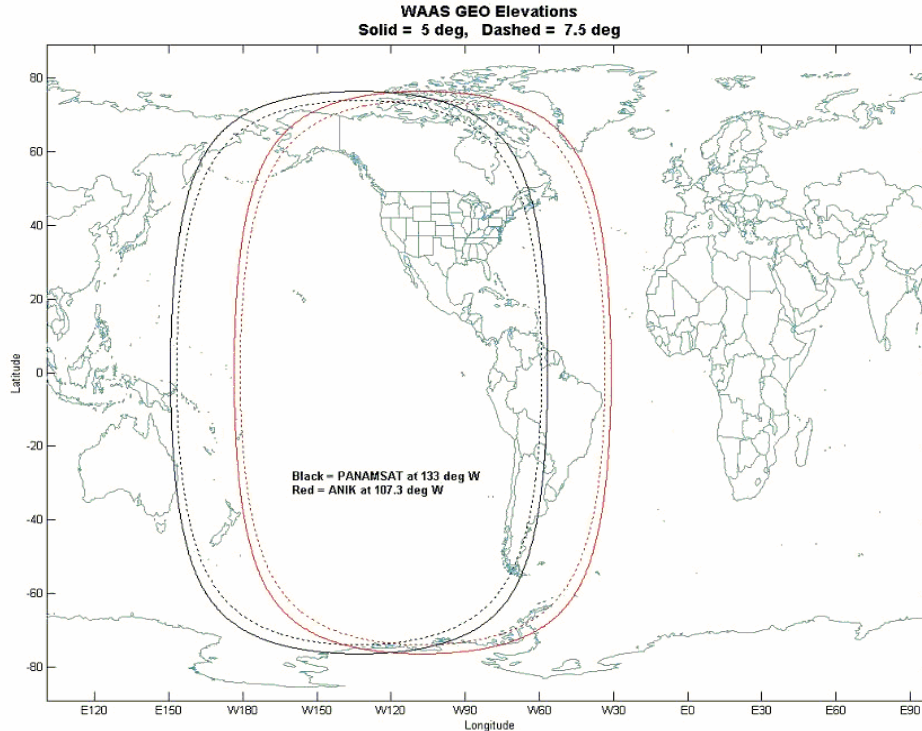 WAAS GEO Elevations
Solid = 5 deg, Dashed = 7.5 deg
80
60
40
20
0
-20
-40
-60
-80
Latitude
Black = PANAMSAT at 133 deg W
Red = ANIK at 107.3 deg W
E120 E150 W180 W150 W120 W90 W60 W30 E0 E30 E60 E90
Longitude